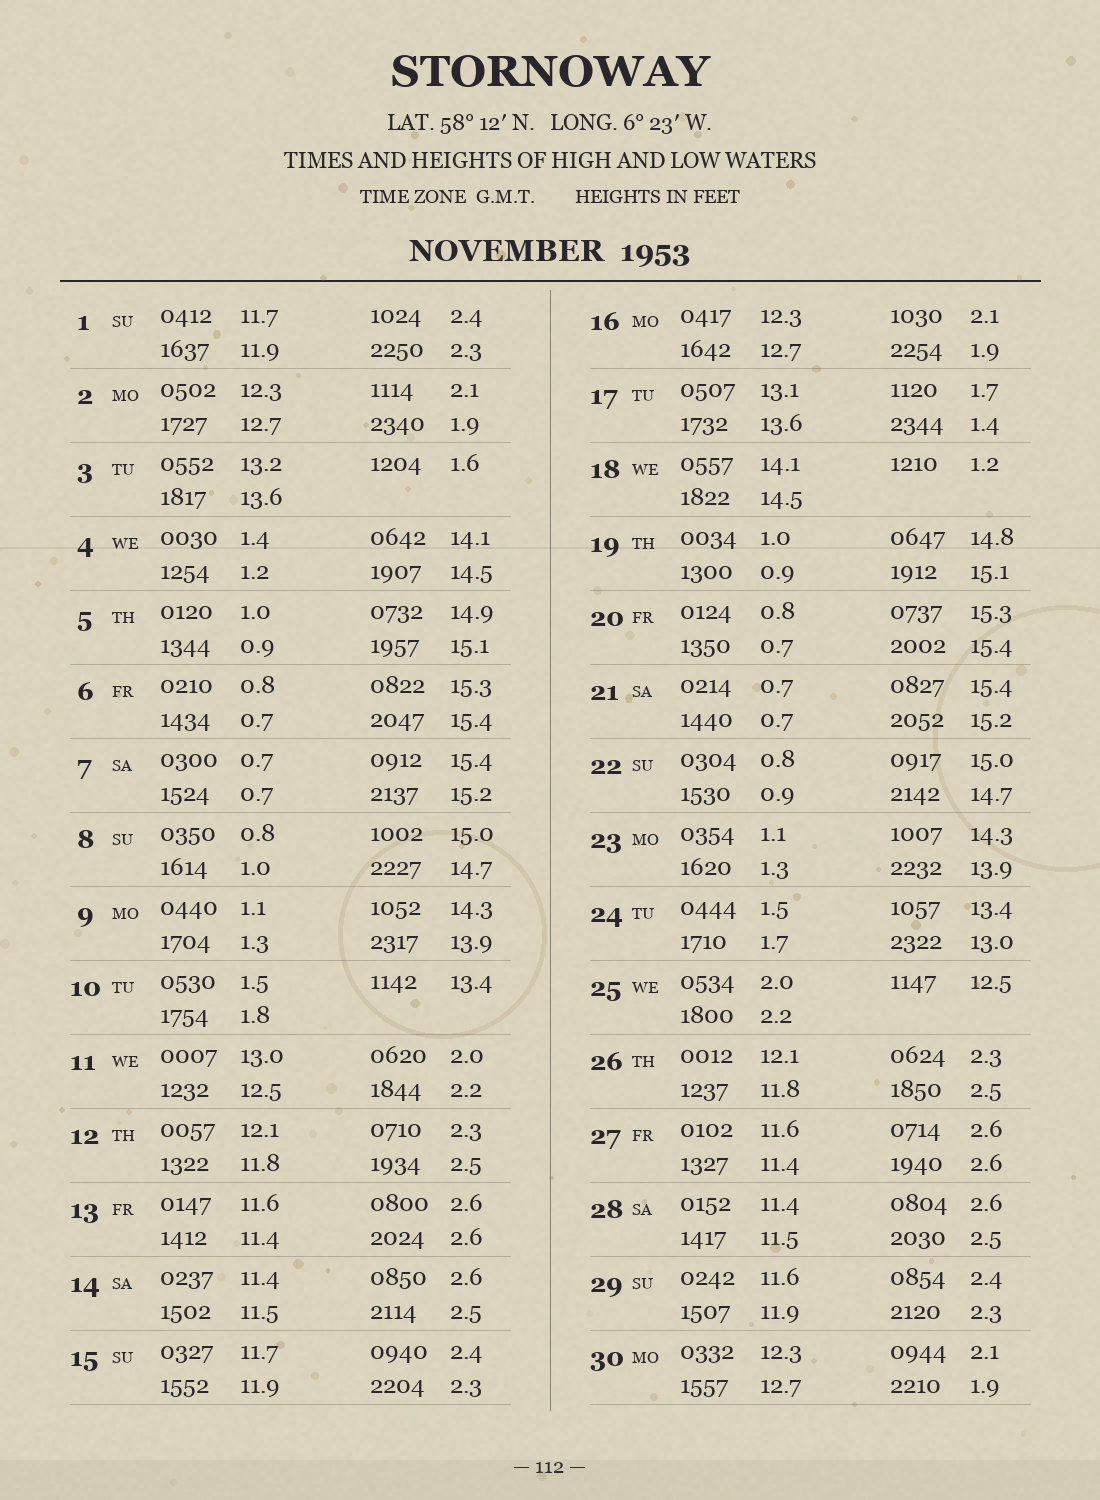 STORNOWAY
LAT. 58° 12′ N. LONG. 6° 23′ W.
TIMES AND HEIGHTS OF HIGH AND LOW WATERS
TIME ZONE G.M.T. HEIGHTS IN FEET
NOVEMBER 1953
1 SU 0412 11.7 1024 2.4
1637 11.9 2250 2.3
2 MO 0502 12.3 1114 2.1
1727 12.7 2340 1.9
3 TU 0552 13.2 1204 1.6
1817 13.6
4 WE 0030 1.4 0642 14.1
1254 1.2 1907 14.5
5 TH 0120 1.0 0732 14.9
1344 0.9 1957 15.1
6 FR 0210 0.8 0822 15.3
1434 0.7 2047 15.4
7 SA 0300 0.7 0912 15.4
1524 0.7 2137 15.2
8 SU 0350 0.8 1002 15.0
1614 1.0 2227 14.7
9 MO 0440 1.1 1052 14.3
1704 1.3 2317 13.9
10 TU 0530 1.5 1142 13.4
1754 1.8
11 WE 0007 13.0 0620 2.0
1232 12.5 1844 2.2
12 TH 0057 12.1 0710 2.3
1322 11.8 1934 2.5
13 FR 0147 11.6 0800 2.6
1412 11.4 2024 2.6
14 SA 0237 11.4 0850 2.6
1502 11.5 2114 2.5
15 SU 0327 11.7 0940 2.4
1552 11.9 2204 2.3
16 MO 0417 12.3 1030 2.1
1642 12.7 2254 1.9
17 TU 0507 13.1 1120 1.7
1732 13.6 2344 1.4
18 WE 0557 14.1 1210 1.2
1822 14.5
19 TH 0034 1.0 0647 14.8
1300 0.9 1912 15.1
20 FR 0124 0.8 0737 15.3
1350 0.7 2002 15.4
21 SA 0214 0.7 0827 15.4
1440 0.7 2052 15.2
22 SU 0304 0.8 0917 15.0
1530 0.9 2142 14.7
23 MO 0354 1.1 1007 14.3
1620 1.3 2232 13.9
24 TU 0444 1.5 1057 13.4
1710 1.7 2322 13.0
25 WE 0534 2.0 1147 12.5
1800 2.2
26 TH 0012 12.1 0624 2.3
1237 11.8 1850 2.5
27 FR 0102 11.6 0714 2.6
1327 11.4 1940 2.6
28 SA 0152 11.4 0804 2.6
1417 11.5 2030 2.5
29 SU 0242 11.6 0854 2.4
1507 11.9 2120 2.3
30 MO 0332 12.3 0944 2.1
1557 12.7 2210 1.9
— 112 —